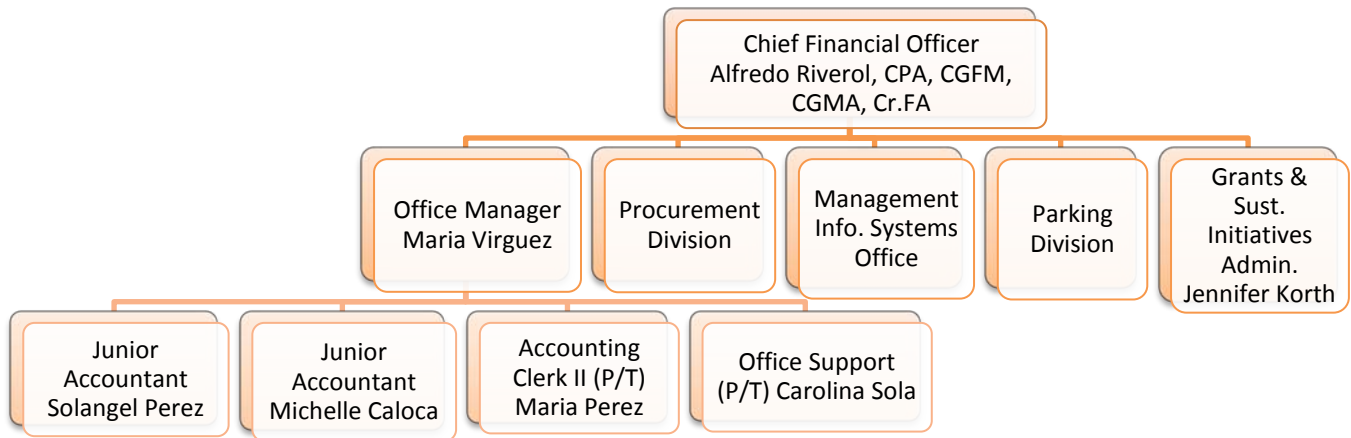 Chief Financial Officer
Alfredo Riverol, CPA, CGFM,
CGMA, Cr.FA
Office Manager
Maria Virguez
Procurement
Division
Management
Info. Systems
Office
Parking
Division
Grants &
Sust.
Initiatives
Admin.
Jennifer Korth
Junior
Accountant
Solangel Perez
Junior
Accountant
Michelle Caloca
Accounting
Clerk II (P/T)
Maria Perez
Office Support
(P/T) Carolina Sola